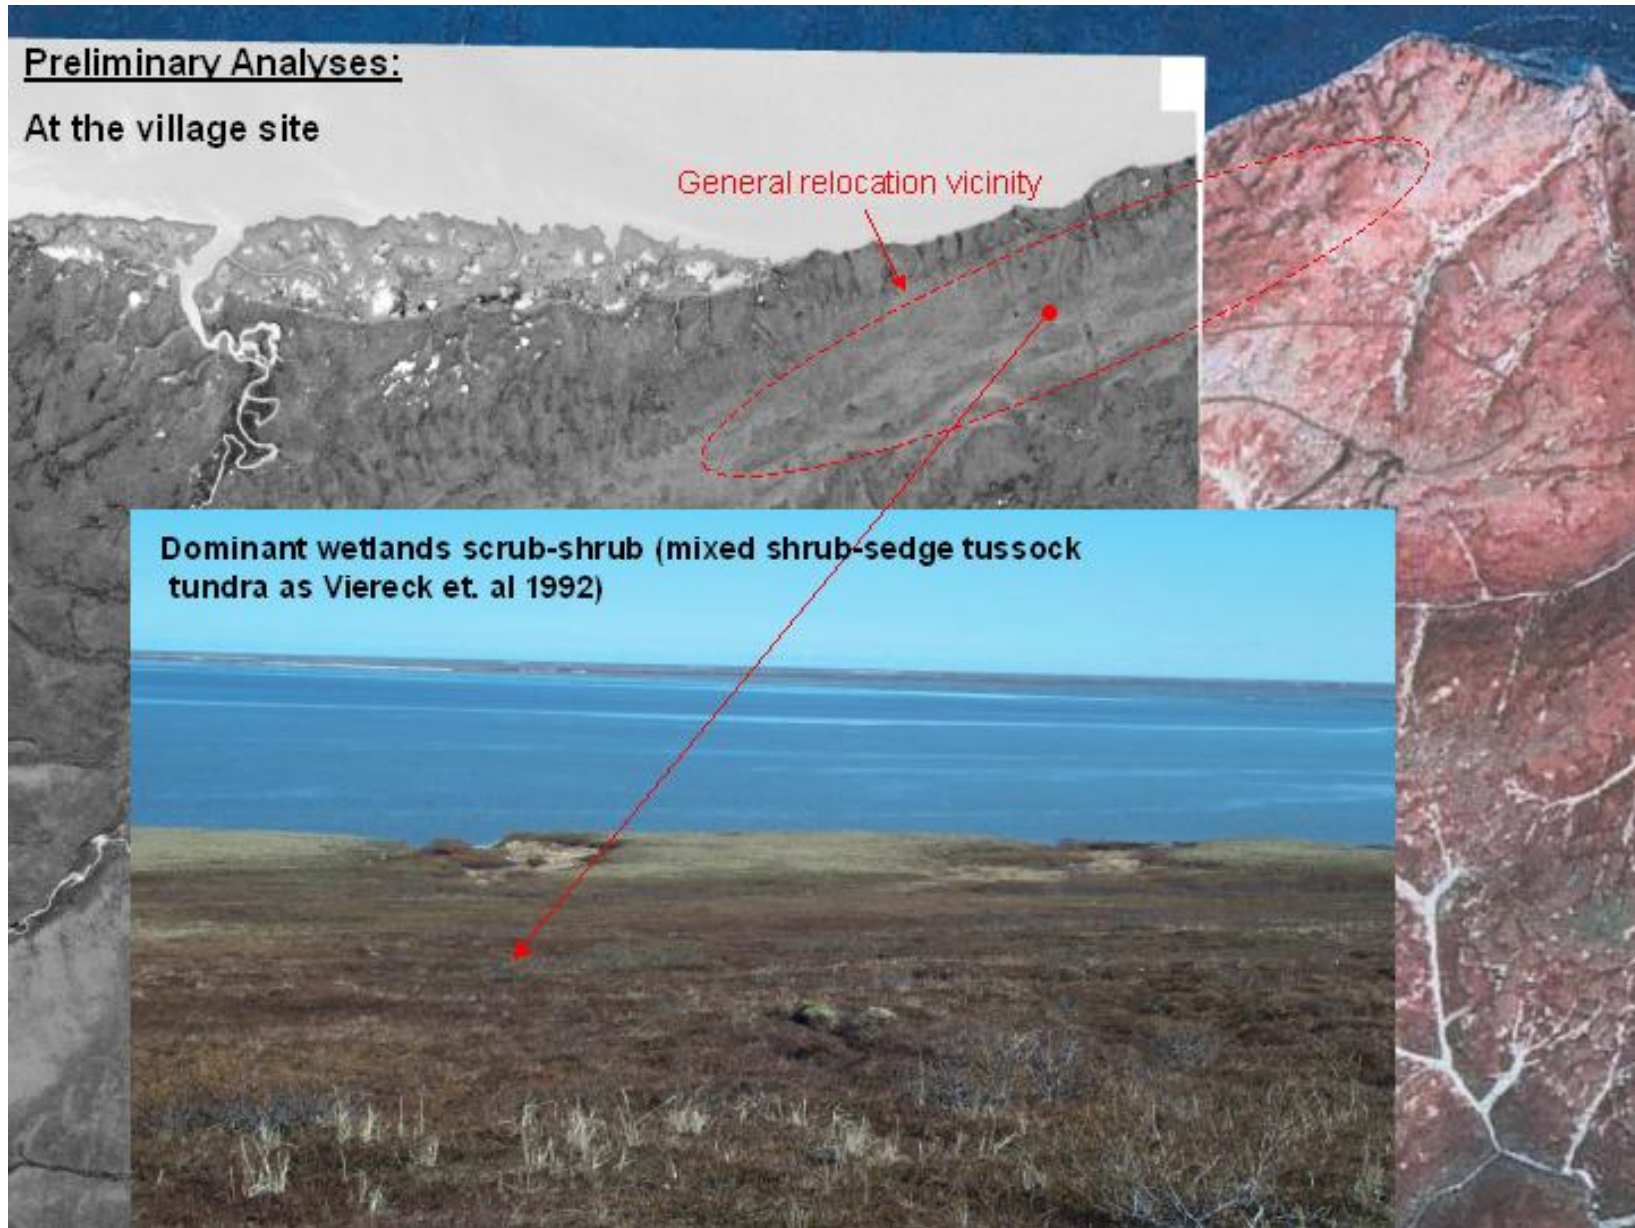 Preliminary Analyses:
At the village site
General relocation vicinity
Dominant wetlands scrub-shrub (mixed shrub-sedge tussock
tundra as Viereck et. al 1992)